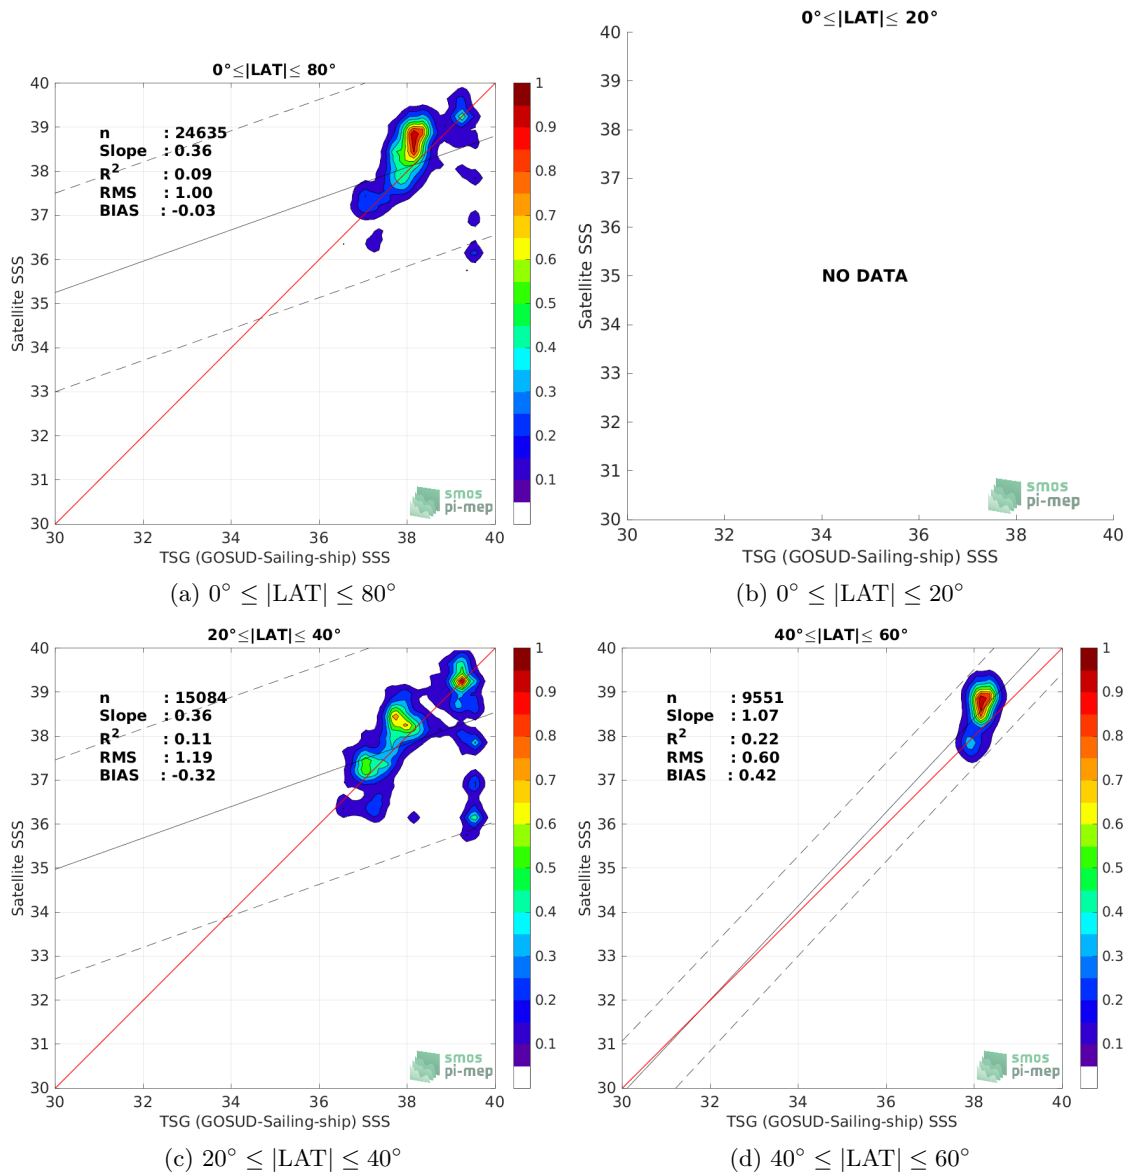 0°≤|LAT|≤ 80°
n : 24635
Slope : 0.36
R2 : 0.09
RMS : 1.00
BIAS : -0.03
Satellite SSS
40
39
38
37
36
35
34
33
32
31
30
30 32 34 36 38 40
TSG (GOSUD-Sailing-ship) SSS
1
0.9
0.8
0.7
0.6
0.5
0.4
0.3
0.2
0.1
smos
pi-mep
(a) 0° ≤ |LAT| ≤ 80°
0°≤|LAT|≤ 20°
NO DATA
Satellite SSS
40
39
38
37
36
35
34
33
32
31
30
30 32 34 36 38 40
TSG (GOSUD-Sailing-ship) SSS
smos
pi-mep
(b) 0° ≤ |LAT| ≤ 20°
20°≤|LAT|≤ 40°
n : 15084
Slope : 0.36
R2 : 0.11
RMS : 1.19
BIAS : -0.32
Satellite SSS
40
39
38
37
36
35
34
33
32
31
30
30 32 34 36 38 40
TSG (GOSUD-Sailing-ship) SSS
1
0.9
0.8
0.7
0.6
0.5
0.4
0.3
0.2
0.1
smos
pi-mep
(c) 20° ≤ |LAT| ≤ 40°
40°≤|LAT|≤ 60°
n : 9551
Slope : 1.07
R2 : 0.22
RMS : 0.60
BIAS : 0.42
Satellite SSS
40
39
38
37
36
35
34
33
32
31
30
30 32 34 36 38 40
TSG (GOSUD-Sailing-ship) SSS
1
0.9
0.8
0.7
0.6
0.5
0.4
0.3
0.2
0.1
smos
pi-mep
(d) 40° ≤ |LAT| ≤ 60°